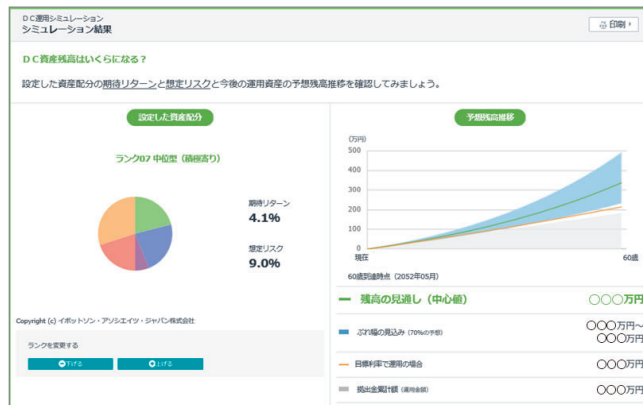 DC運用シミュレーション
シミュレーション結果
印刷
DC資産残高はいくらになる?
設定した資産配分の期待リターンと想定リスクと今後の運用資産の予想残高推移を確認してみましょう。
設定した資産配分
ランク07 中位型(積極寄り)
期待リターン
4.1%
想定リスク
9.0%
Copyright (c) イボットソン・アソシエイツ・ジャパン株式会社
ランクを変更する
下げる
上げる
予想残高推移
(万円)
500
400
300
200
100
0
現在
60歳
60歳到達時点(2052年05月)
残高の見通し(中心値) 〇〇〇万円
ぶれ幅の見込み(70%の予想) 〇〇〇万円~
〇〇〇万円
目標利率で運用の場合 〇〇〇万円
拠出金累計額(運用金額) 〇〇〇万円